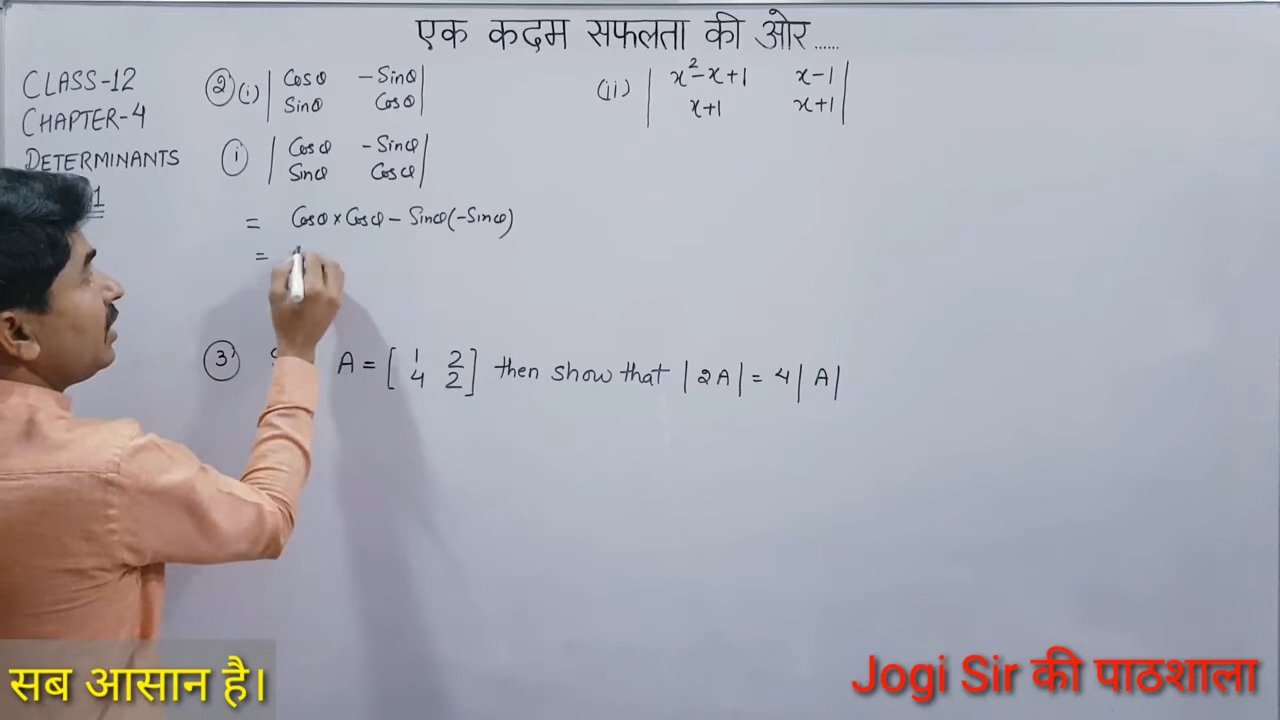 एक कदम सफलता की ओर......
CLASS-12
CHAPTER-4
DETERMINANTS
1
② (i) | Cosθ -Sinθ |
| Sinθ Cosθ |
(ii) | x²-x+1 x-1 |
| x+1 x+1 |
① | Cosθ -Sinθ |
| Sinθ Cosθ |
= Cosθ×Cosθ - Sinθ(-Sinθ)
=
③ A = [ 1 2 ] then show that |2A| = 4|A|
[ 4 2 ]
सब आसान है।
Jogi Sir की पाठशाला